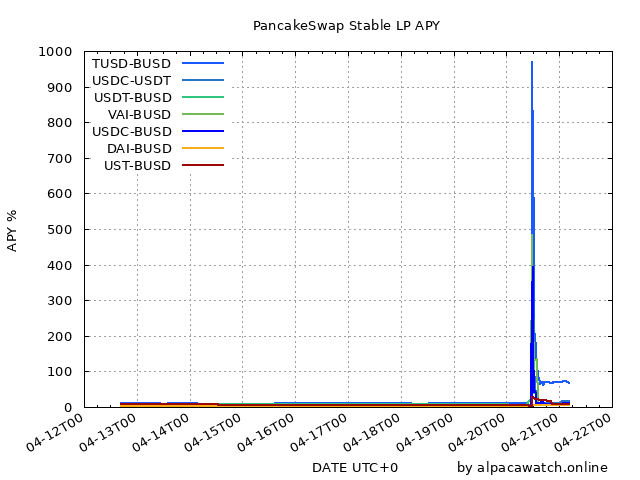 PancakeSwap Stable LP APY
1000
900
800
700
600
500
400
300
200
100
0
APY %
TUSD-BUSD
USDC-USDT
USDT-BUSD
VAI-BUSD
USDC-BUSD
DAI-BUSD
UST-BUSD
04-12T00
04-13T00
04-14T00
04-15T00
04-16T00
04-17T00
04-18T00
04-19T00
04-20T00
04-21T00
04-22T00
DATE UTC+0
by alpacawatch.online